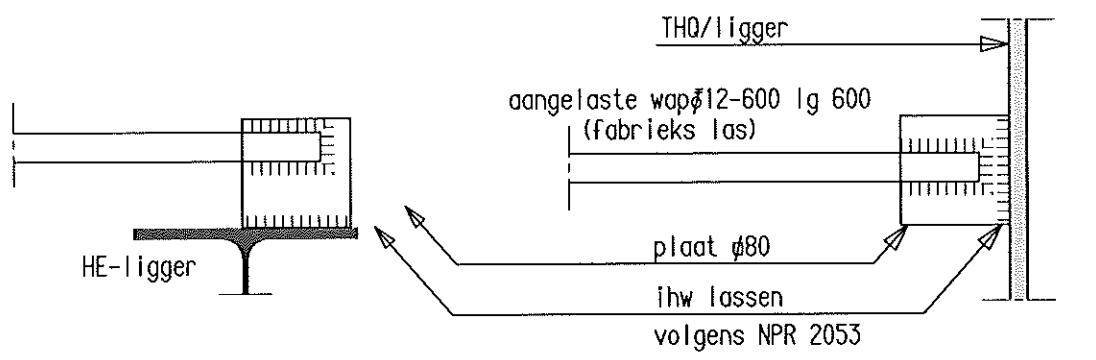 THQ/ligger
aangelaste wapø12-600 lg 600
(fabrieks las)
HE-ligger
plaat ø80
ihw lassen
volgens NPR 2053